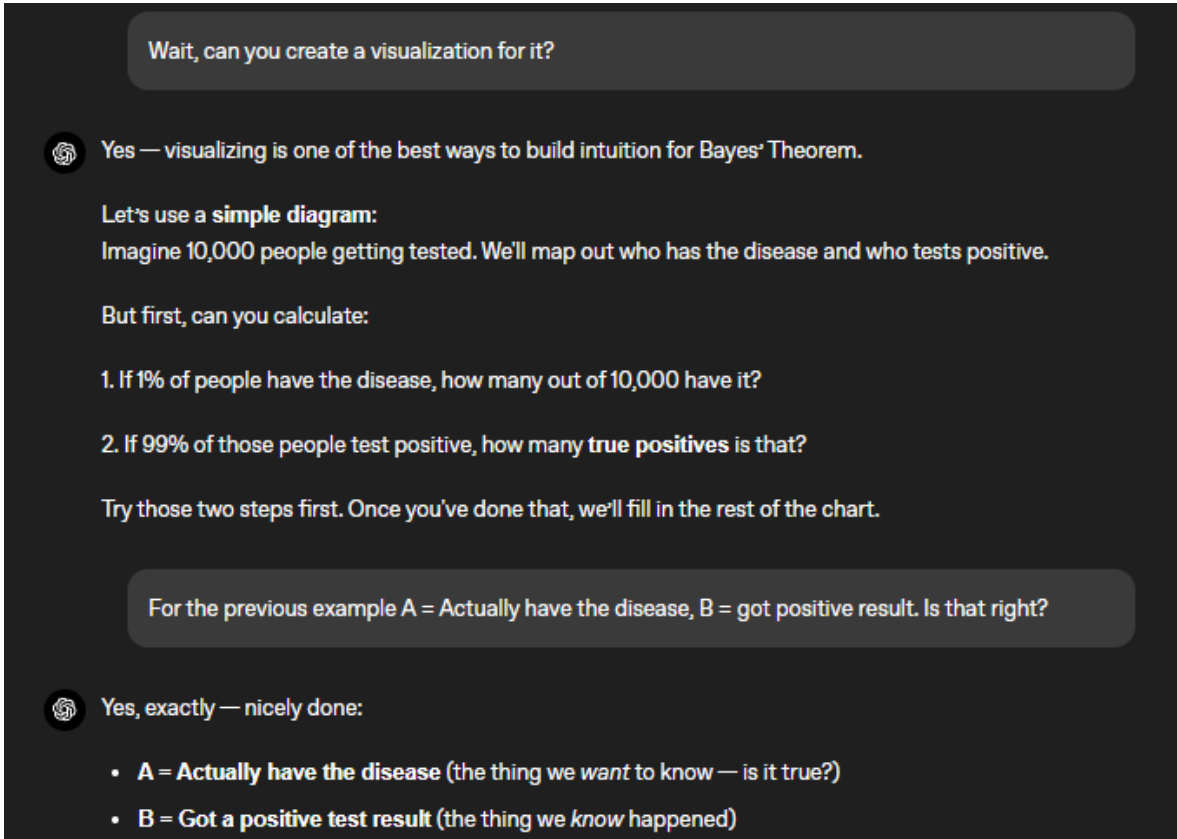 Wait, can you create a visualization for it?
Yes — visualizing is one of the best ways to build intuition for Bayes’ Theorem.
Let’s use a simple diagram:
Imagine 10,000 people getting tested. We’ll map out who has the disease and who tests positive.
But first, can you calculate:
1. If 1% of people have the disease, how many out of 10,000 have it?
2. If 99% of those people test positive, how many true positives is that?
Try those two steps first. Once you’ve done that, we’ll fill in the rest of the chart.
For the previous example A = Actually have the disease, B = got positive result. Is that right?
Yes, exactly — nicely done:
• A = Actually have the disease (the thing we want to know — is it true?)
• B = Got a positive test result (the thing we know happened)